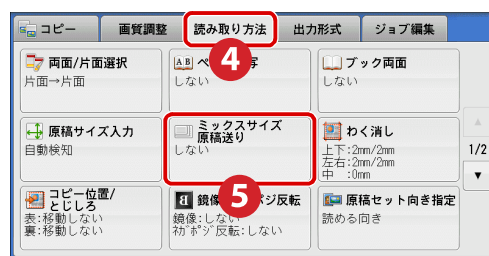 コピー 画質調整 読み取り方法 出力形式 ジョブ編集
4
両面/片面選択
片面→片面
しない
ブック両面
しない
原稿サイズ入力
自動検知
ミックスサイズ
原稿送り
しない
わく消し
上下:2mm/2mm
左右:2mm/2mm
中 :0mm
1/2
コピー位置/
とじしろ
表:移動しない
裏:移動しない
5
鏡像
ジ反転
鏡像:しない
ネガポジ反転:しない
原稿セット向き指定
読める向き